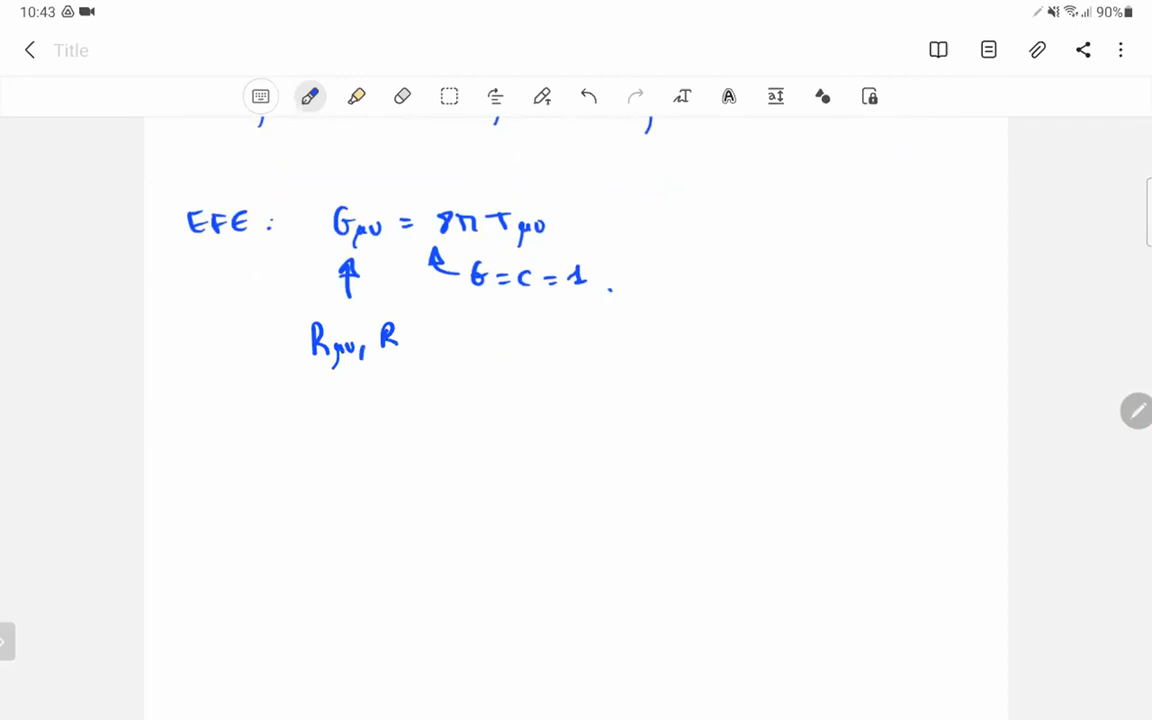 10:43 90%
Title
EFE : Gμν = 8π Tμν
G = c = 1 .
Rμν, R